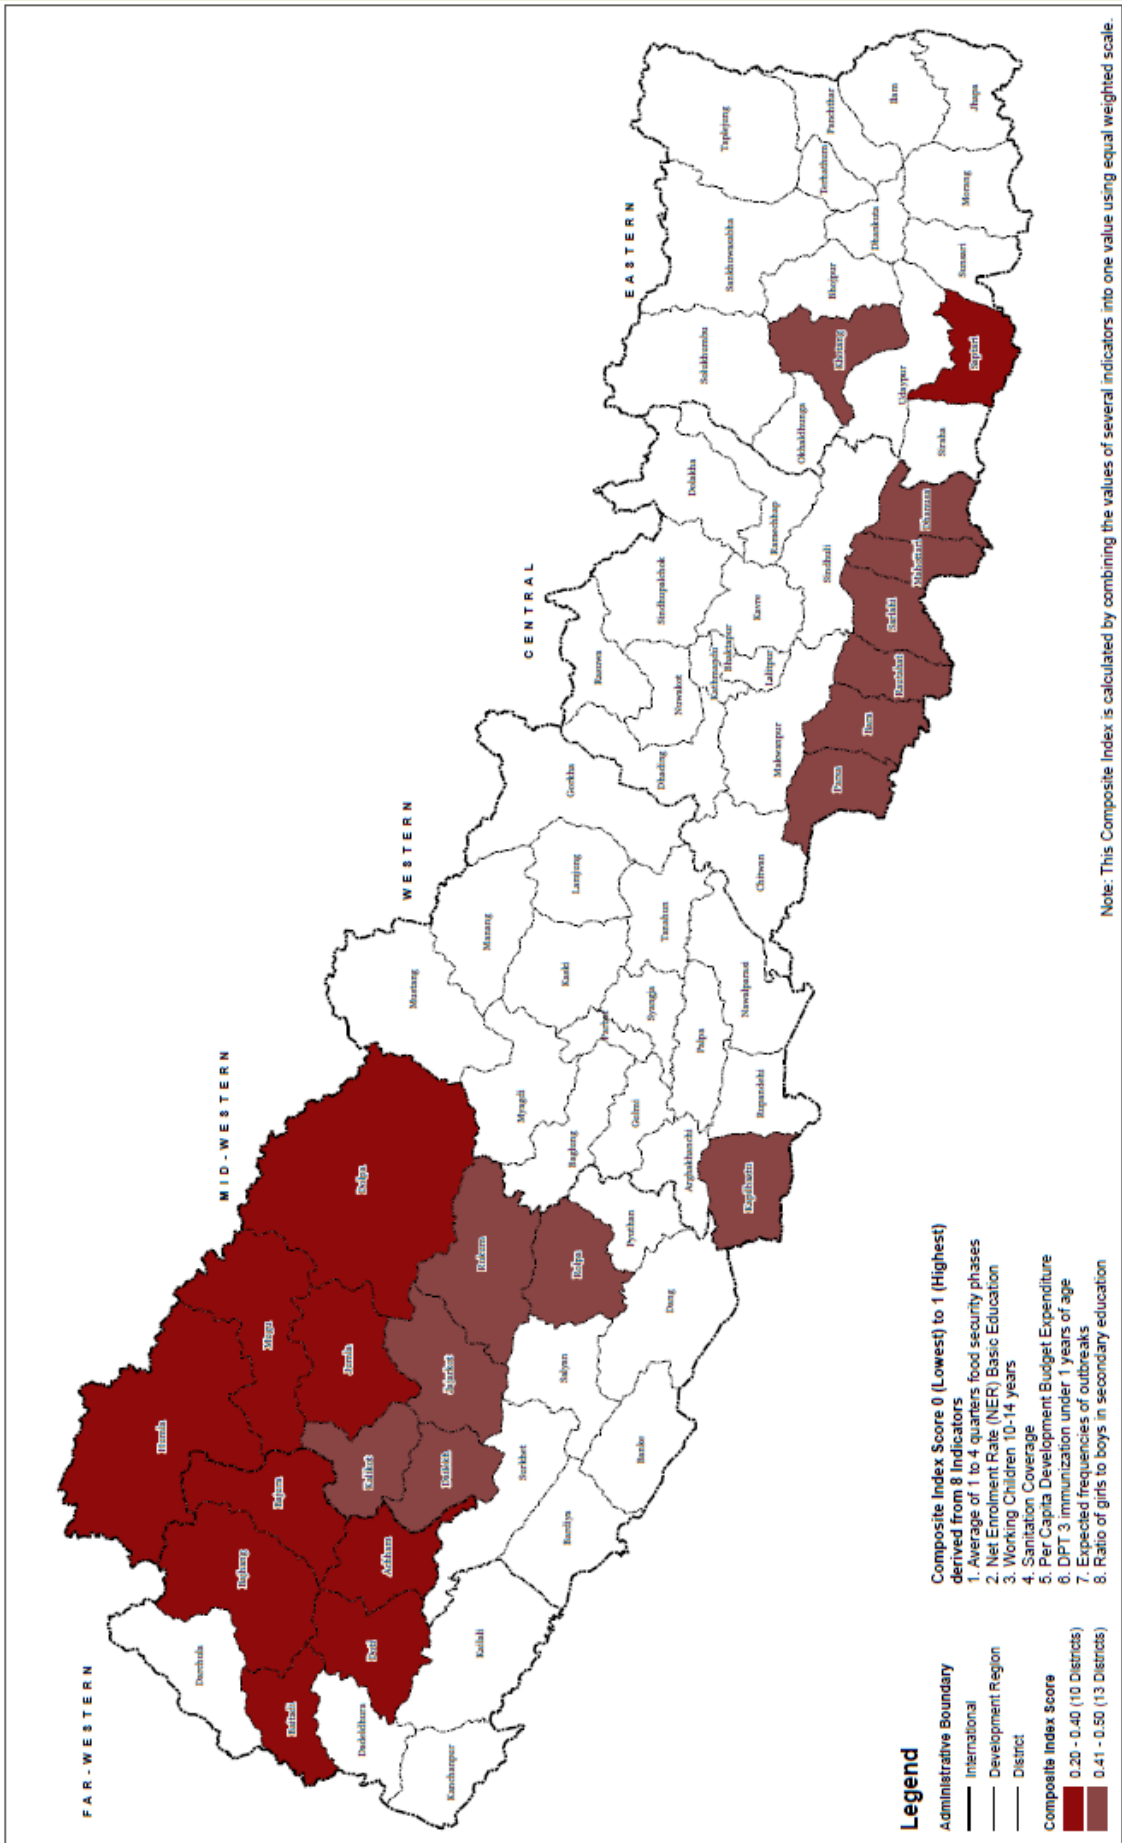 FAR-WESTERN
MID-WESTERN
WESTERN
CENTRAL
EASTERN
Darchula
Baitadi
Dadeldhura
Kanchanpur
Bajhang
Humla
Bajura
Doti
Achham
Kailali
Mugu
Jumla
Kalikot
Dailekh
Jajarkot
Surkhet
Bardiya
Banke
Dolpa
Rukum
Rolpa
Salyan
Pyuthan
Dang
Mustang
Manang
Myagdi
Baglung
Gulmi
Arghakhanchi
Kapilbastu
Rupandehi
Palpa
Nawalparasi
Syangja
Parbat
Kaski
Tanahun
Lamjung
Gorkha
Chitwan
Dhading
Rasuwa
Nuwakot
Kathmandu
Bhaktapur
Lalitpur
Makwanpur
Sindhupalchok
Kavre
Dolakha
Ramechhap
Sindhuli
Parsa
Bara
Rautahat
Sarlahi
Mahottari
Dhanusa
Siraha
Saptari
Solukhumbu
Okhaldhunga
Khotang
Udaypur
Sankhuwasabha
Bhojpur
Dhankuta
Sunsari
Morang
Taplejung
Terhathum
Panchthar
Ilam
Jhapa
Legend
Administrative Boundary
International
Development Region
District
Composite Index Score
0.20 - 0.40 (10 Districts)
0.41 - 0.50 (13 Districts)
Composite Index Score 0 (Lowest) to 1 (Highest)
derived from 8 Indicators
1. Average of 1 to 4 quarters food security phases
2. Net Enrolment Rate (NER) Basic Education
3. Working Children 10-14 years
4. Sanitation Coverage
5. Per Capita Development Budget Expenditure
6. DPT 3 immunization under 1 years of age
7. Expected frequencies of outbreaks
8. Ratio of girls to boys in secondary education
Note: This Composite Index is calculated by combining the values of several indicators into one value using equal weighted scale.